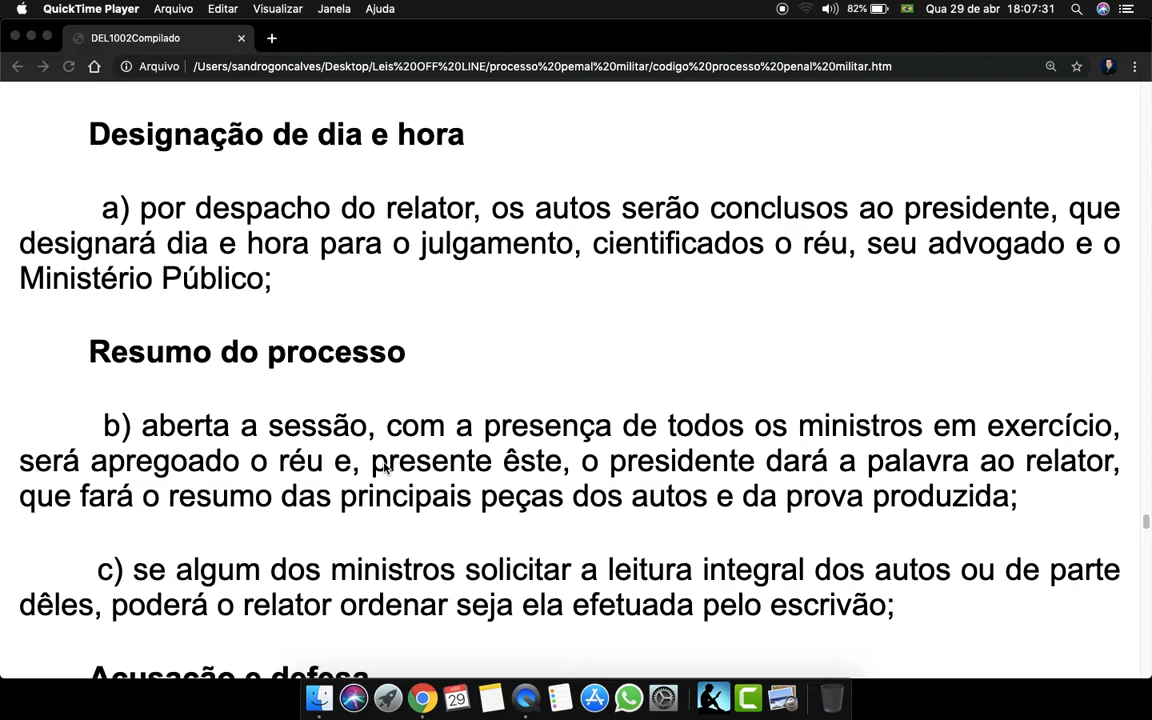 QuickTime Player Arquivo Editar Visualizar Janela Ajuda 82% Qua 29 de abr 18:07:31
DEL1002Compilado
Arquivo /Users/sandrogoncalves/Desktop/Leis%20OFF%20LINE/processo%20pemal%20militar/codigo%20processo%20penal%20militar.htm
Designação de dia e hora
a) por despacho do relator, os autos serão conclusos ao presidente, que
designará dia e hora para o julgamento, cientificados o réu, seu advogado e o
Ministério Público;
Resumo do processo
b) aberta a sessão, com a presença de todos os ministros em exercício,
será apregoado o réu e, presente êste, o presidente dará a palavra ao relator,
que fará o resumo das principais peças dos autos e da prova produzida;
c) se algum dos ministros solicitar a leitura integral dos autos ou de parte
dêles, poderá o relator ordenar seja ela efetuada pelo escrivão;
Acusação e defesa
ABR
29